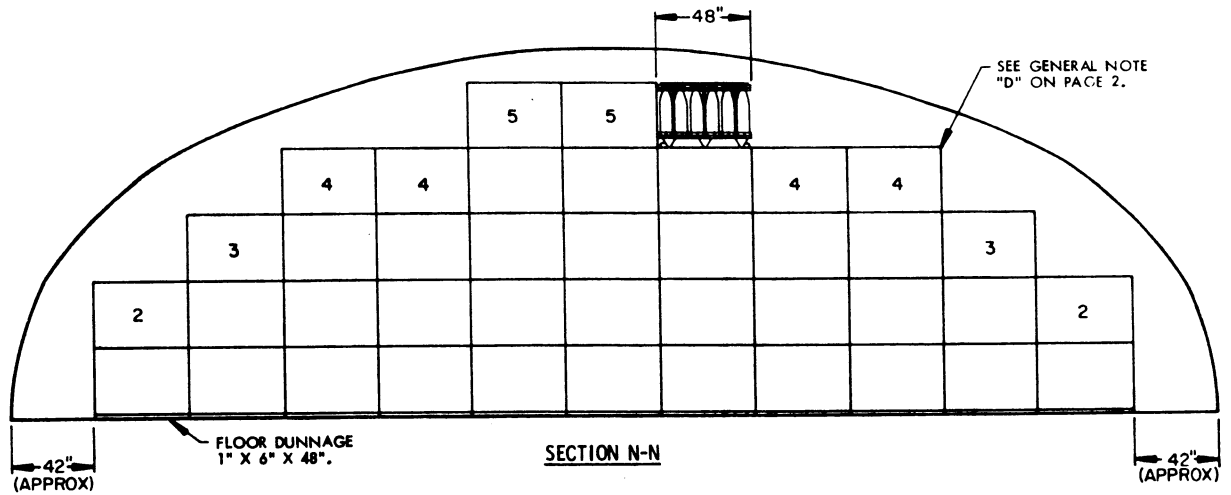 48"
SEE GENERAL NOTE
"D" ON PAGE 2.
5 5
4 4 4 4
3 3
2 2
FLOOR DUNNAGE
1" X 6" X 48".
SECTION N-N
42"
(APPROX)
42"
(APPROX)